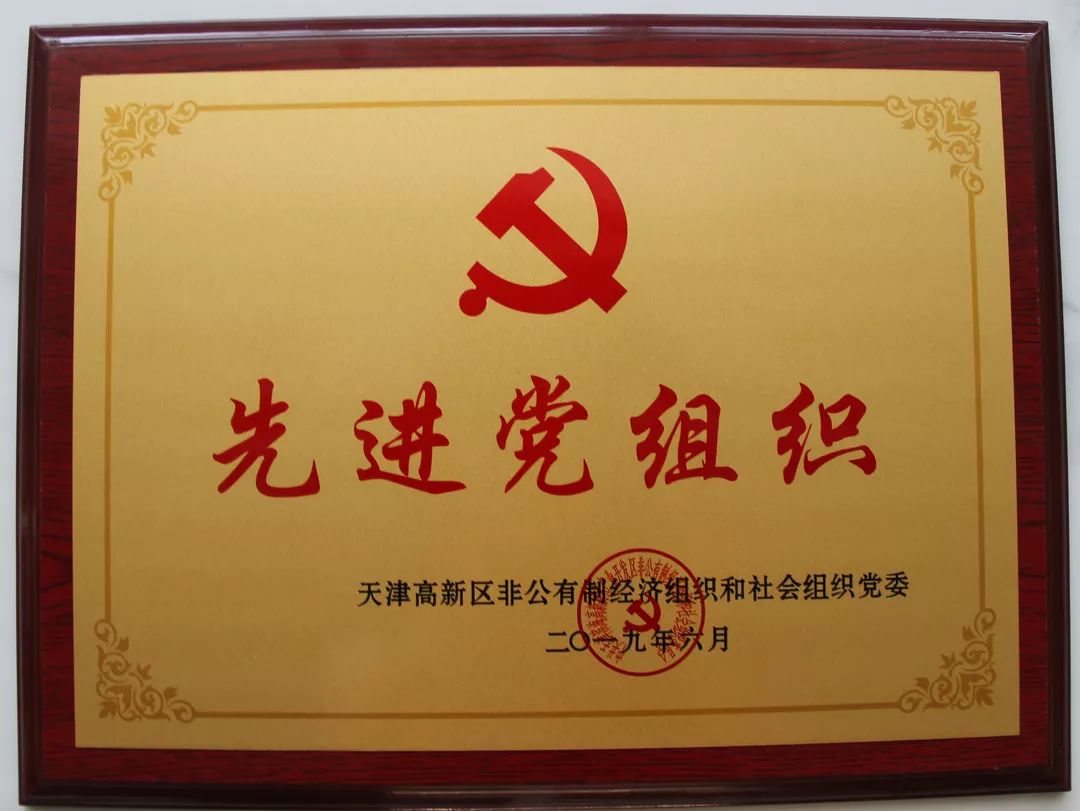 先进党组织
天津高新区非公有制经济组织和社会组织党委
二〇一九年六月